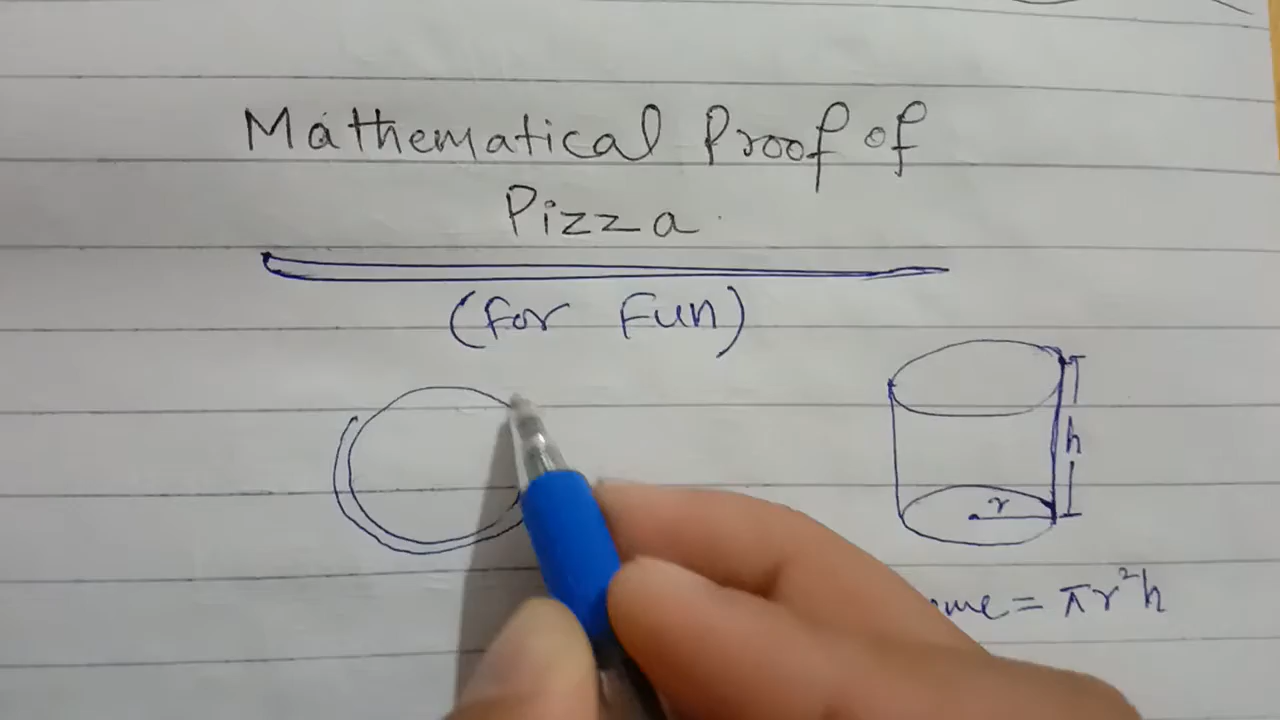 Mathematical Proof of
Pizza
(For Fun)
h
r
= πr²h